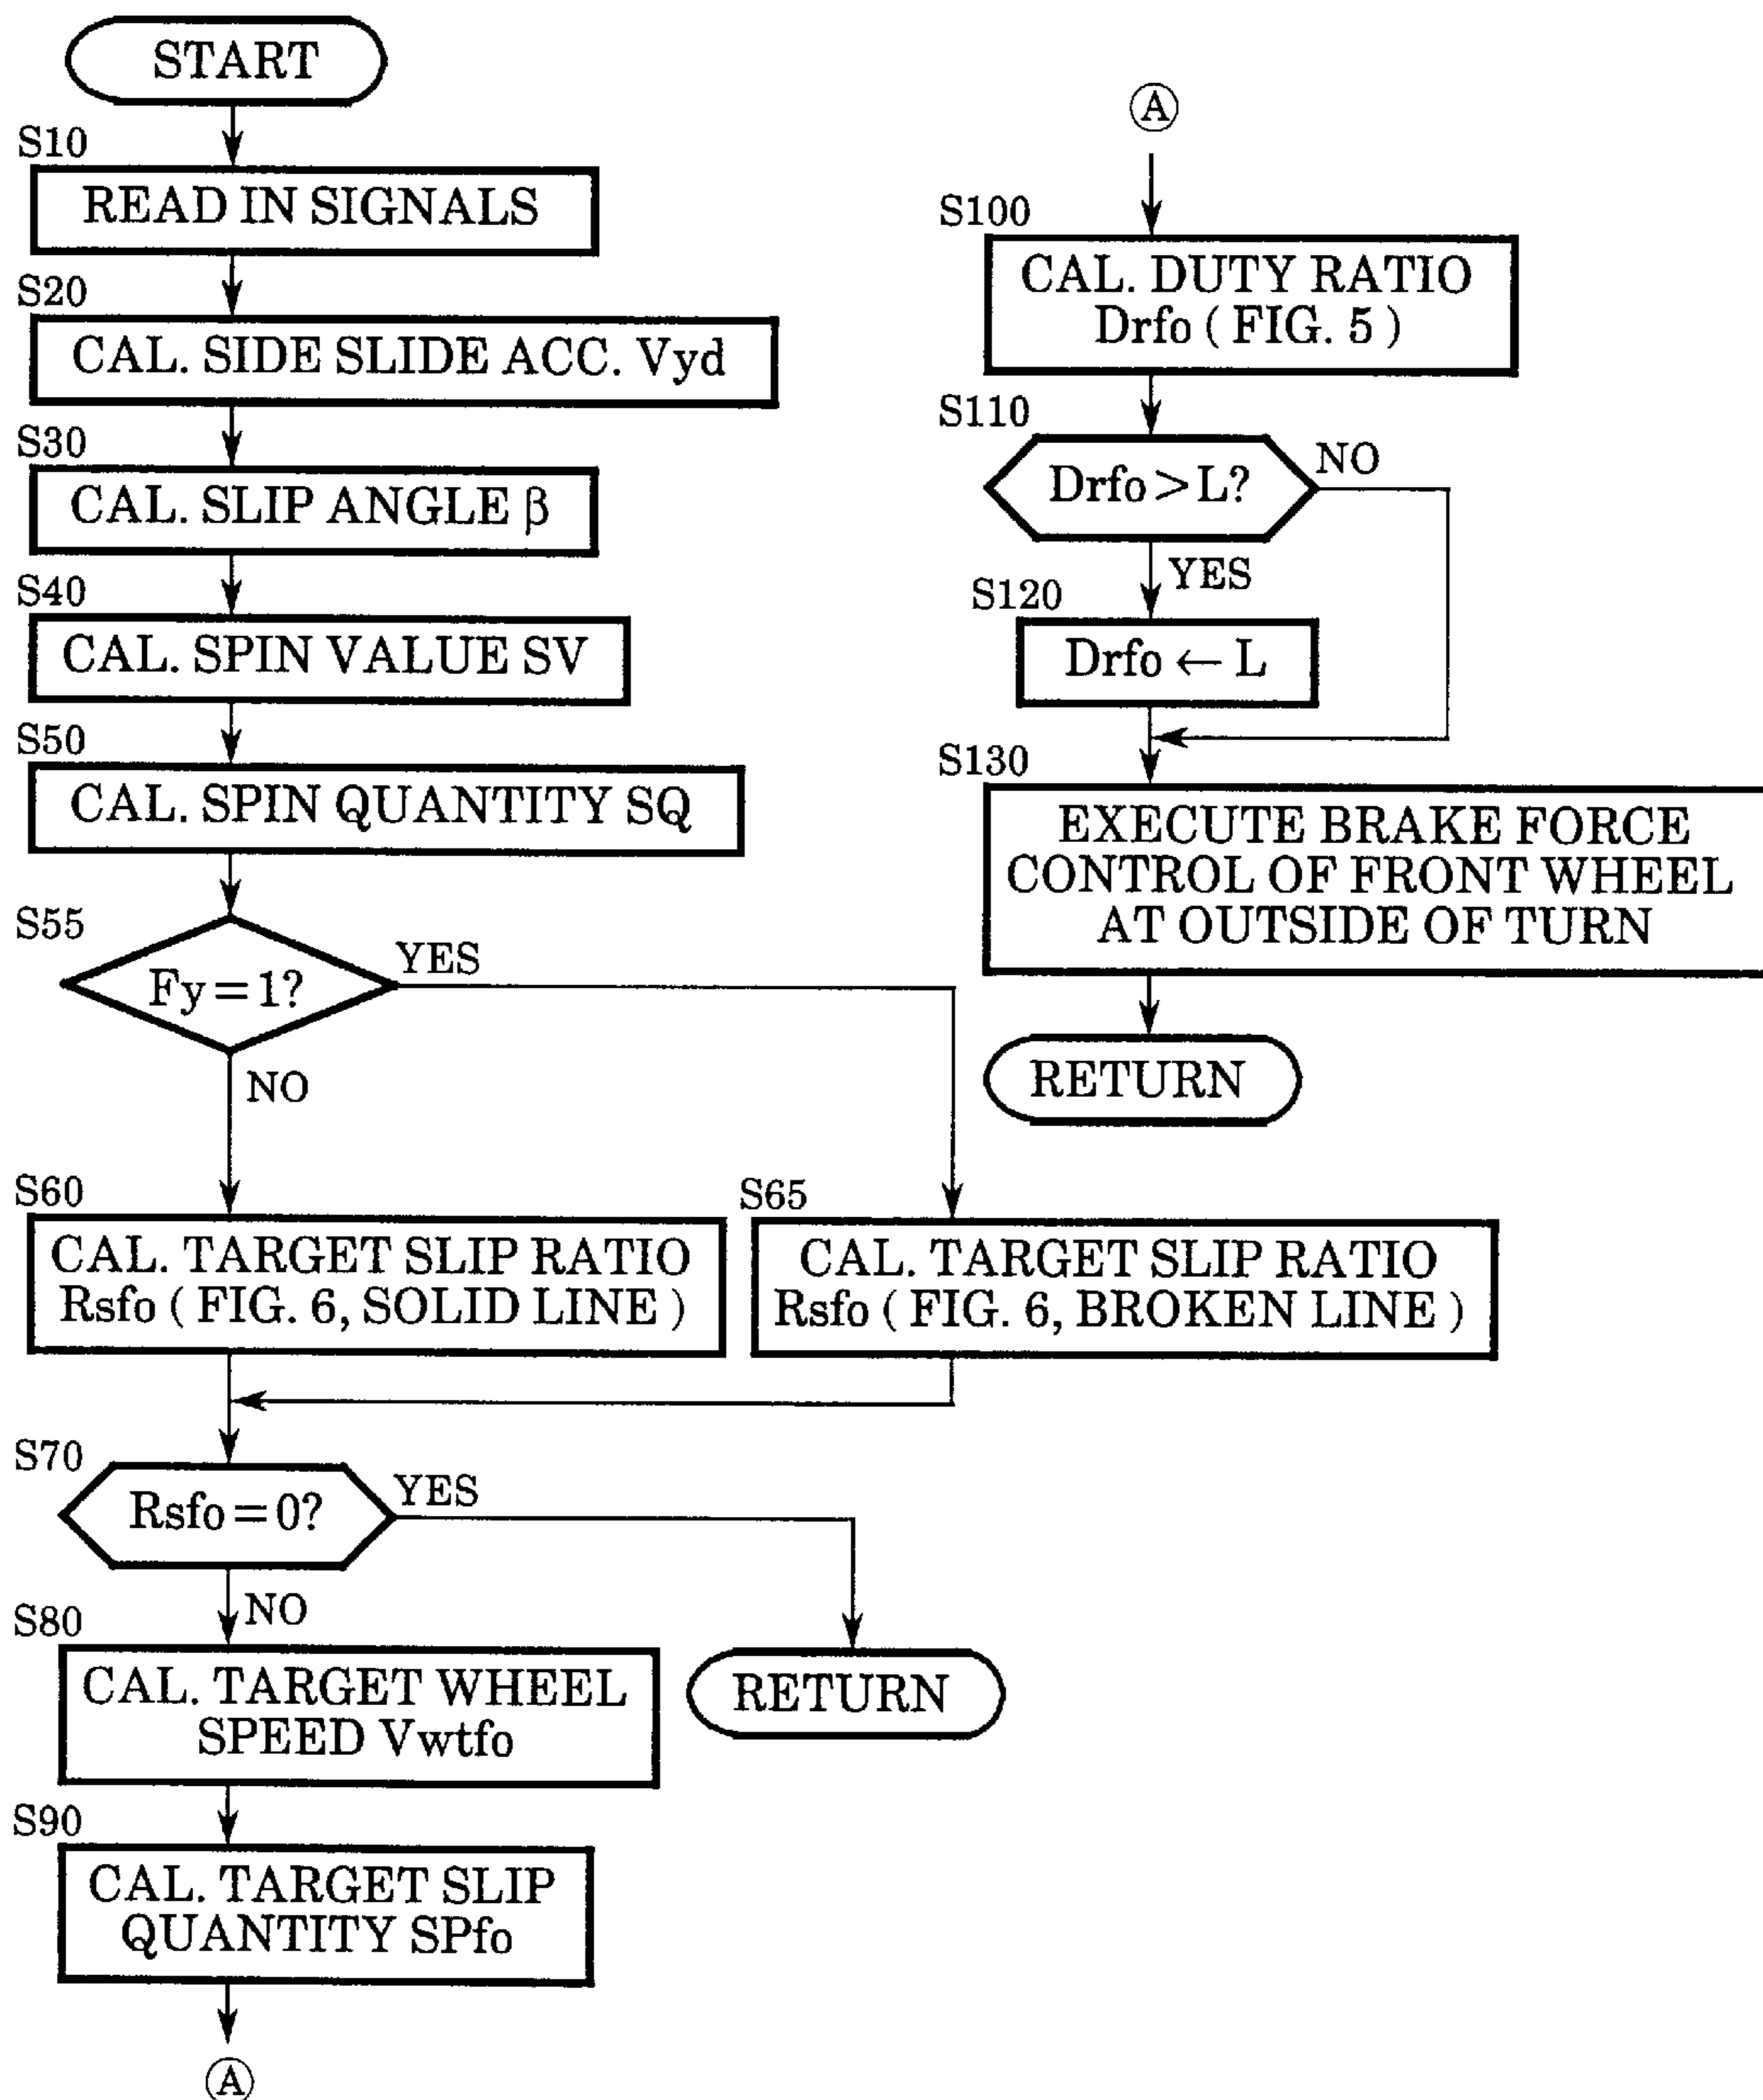 START
S10
READ IN SIGNALS
S20
CAL. SIDE SLIDE ACC. Vyd
S30
CAL. SLIP ANGLE β
S40
CAL. SPIN VALUE SV
S50
CAL. SPIN QUANTITY SQ
S55
Fy = 1?
YES
NO
S60
CAL. TARGET SLIP RATIO
Rsfo ( FIG. 6, SOLID LINE )
S65
CAL. TARGET SLIP RATIO
Rsfo ( FIG. 6, BROKEN LINE )
S70
Rsfo = 0?
YES
NO
RETURN
S80
CAL. TARGET WHEEL
SPEED Vwtfo
S90
CAL. TARGET SLIP
QUANTITY SPfo
A
A
S100
CAL. DUTY RATIO
Drfo ( FIG. 5 )
S110
Drfo > L?
NO
YES
S120
Drfo ← L
S130
EXECUTE BRAKE FORCE
CONTROL OF FRONT WHEEL
AT OUTSIDE OF TURN
RETURN